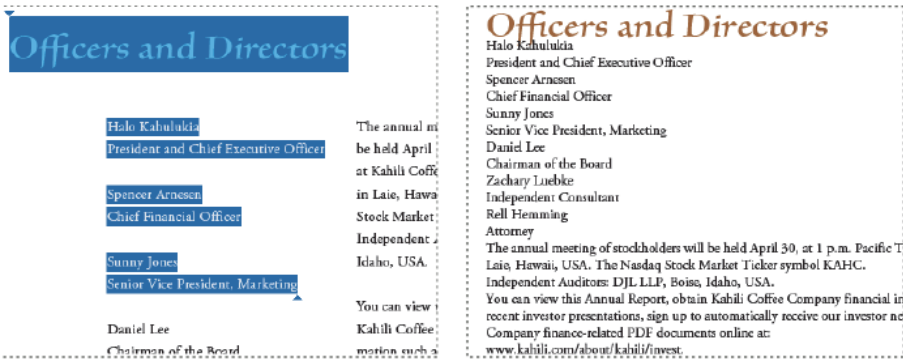 Officers and Directors
Halo Kahulukia
President and Chief Executive Officer
Spencer Arnesen
Chief Financial Officer
Sunny Jones
Senior Vice President, Marketing
Daniel Lee
Chairman of the Board
The annual m
be held April
at Kahili Coff
in Laie, Hawa
Stock Market
Independent
Idaho, USA.
You can view
Kahili Coffee
mation such a
Officers and Directors
Halo Kahulukia
President and Chief Executive Officer
Spencer Arnesen
Chief Financial Officer
Sunny Jones
Senior Vice President, Marketing
Daniel Lee
Chairman of the Board
Zachary Luebke
Independent Consultant
Rell Hemming
Attorney
The annual meeting of stockholders will be held April 30, at 1 p.m. Pacific T
Laie, Hawaii, USA. The Nasdaq Stock Market Ticker symbol KAHC.
Independent Auditors: DJL LLP, Boise, Idaho, USA.
You can view this Annual Report, obtain Kahili Coffee Company financial in
recent investor presentations, sign up to automatically receive our investor ne
Company finance-related PDF documents online at:
www.kahili.com/about/kahili/invest.